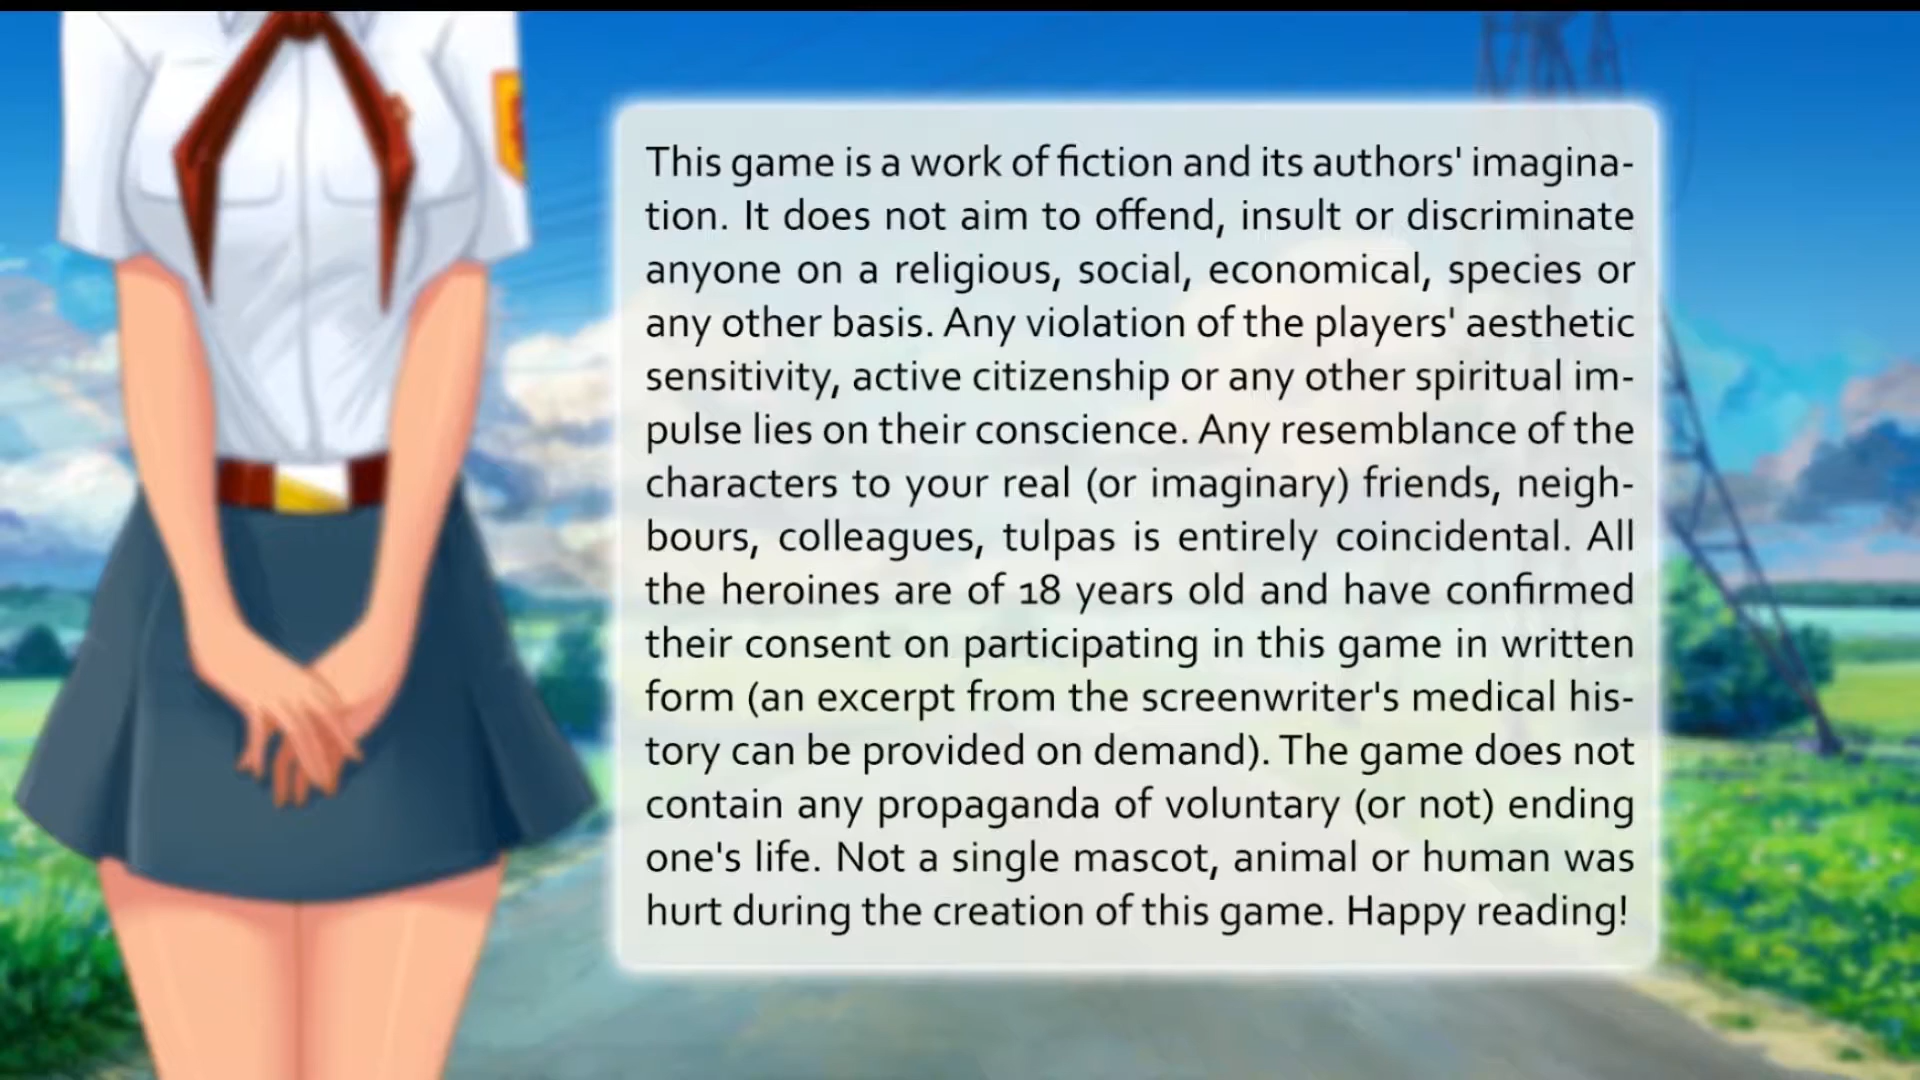 This game is a work of fiction and its authors' imagina-
tion. It does not aim to offend, insult or discriminate
anyone on a religious, social, economical, species or
any other basis. Any violation of the players' aesthetic
sensitivity, active citizenship or any other spiritual im-
pulse lies on their conscience. Any resemblance of the
characters to your real (or imaginary) friends, neigh-
bours, colleagues, tulpas is entirely coincidental. All
the heroines are of 18 years old and have confirmed
their consent on participating in this game in written
form (an excerpt from the screenwriter's medical his-
tory can be provided on demand). The game does not
contain any propaganda of voluntary (or not) ending
one's life. Not a single mascot, animal or human was
hurt during the creation of this game. Happy reading!